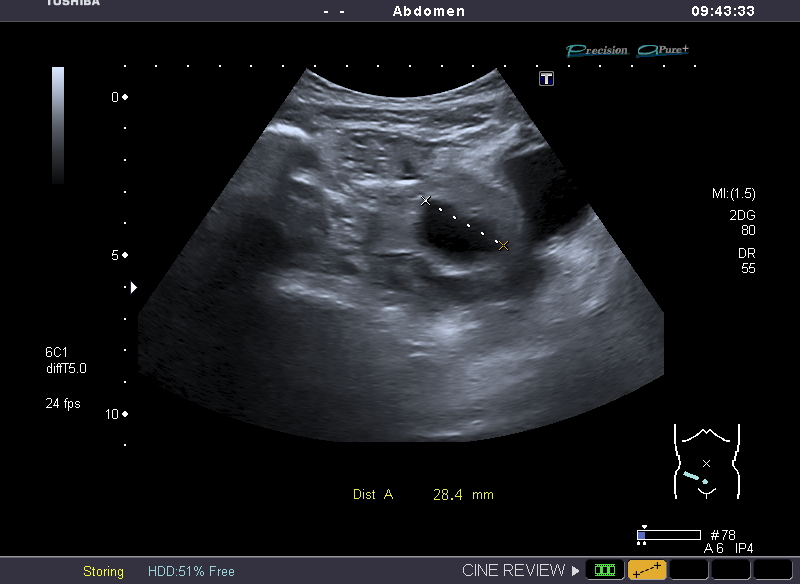 TOSHIBA
- - Abdomen 09:43:33
Precision APure+
T
0
MI:(1.5)
2DG
80
DR
55
5
6C1
diffT5.0
24 fps
10
Dist A 28.4 mm
#78
A 6 IP4
Storing HDD:51% Free CINE REVIEW